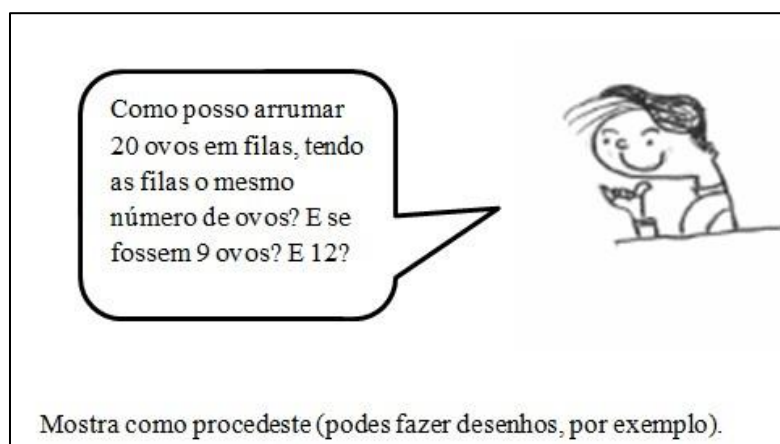 Como posso arrumar
20 ovos em filas, tendo
as filas o mesmo
número de ovos? E se
fossem 9 ovos? E 12?
Mostra como procedeste (podes fazer desenhos, por exemplo).